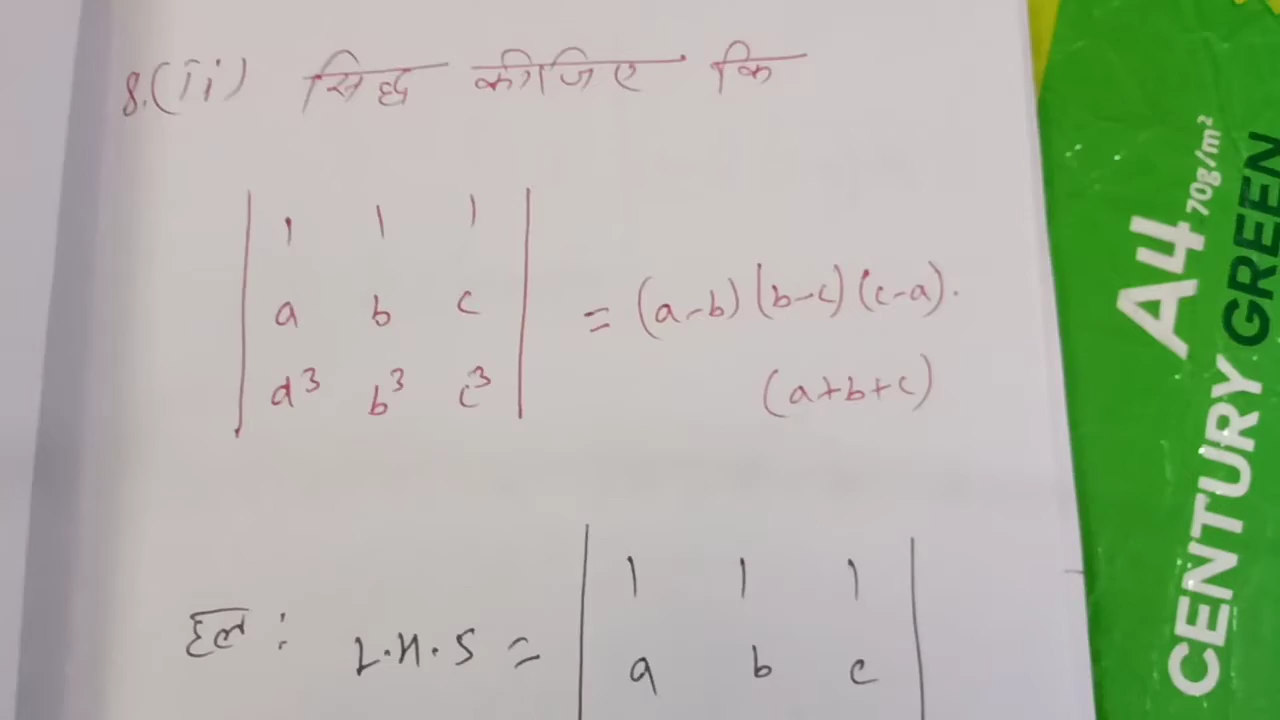 8.(ii) सिद्ध कीजिए कि
1 1 1
a b c
a³ b³ c³
= (a-b)(b-c)(c-a).
(a+b+c)
हल : L.H.S =
1 1 1
a b c
A4 70g/m²
CENTURY GREEN